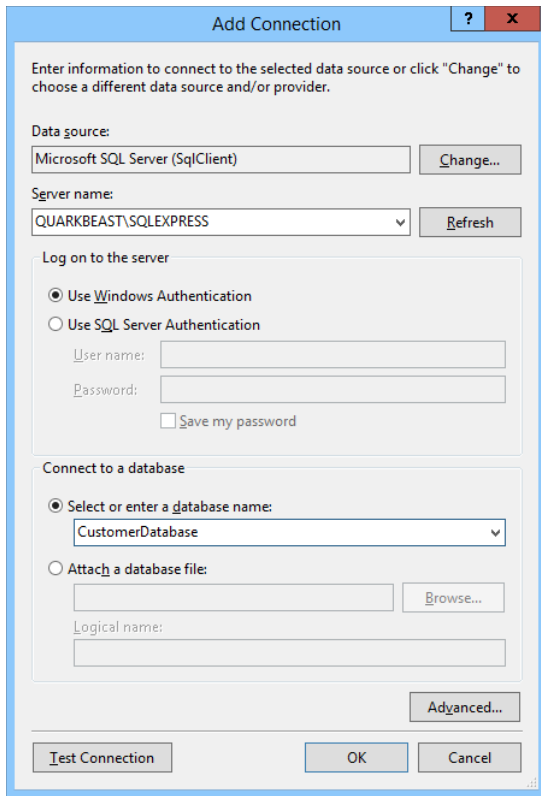 Add Connection
? x
Enter information to connect to the selected data source or click "Change" to
choose a different data source and/or provider.
Data source:
Microsoft SQL Server (SqlClient)
Change...
Server name:
QUARKBEAST\SQLEXPRESS
Refresh
Log on to the server
Use Windows Authentication
Use SQL Server Authentication
User name:
Password:
Save my password
Connect to a database
Select or enter a database name:
CustomerDatabase
Attach a database file:
Browse...
Logical name:
Advanced...
Test Connection
OK
Cancel